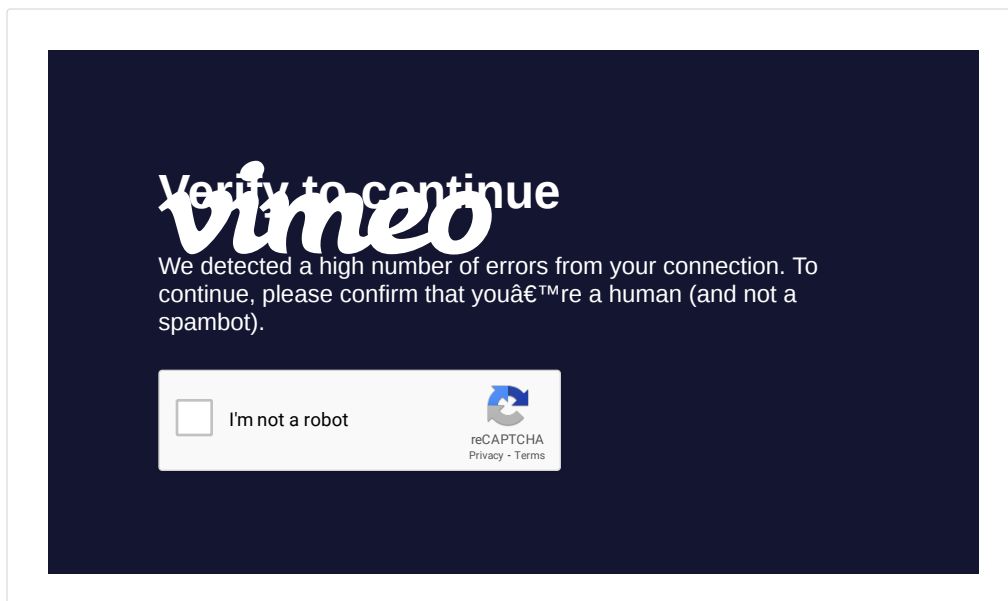 Verify to continue
vimeo
We detected a high number of errors from your connection. To
continue, please confirm that youâ€™re a human (and not a
spambot).
I'm not a robot
reCAPTCHA
Privacy - Terms